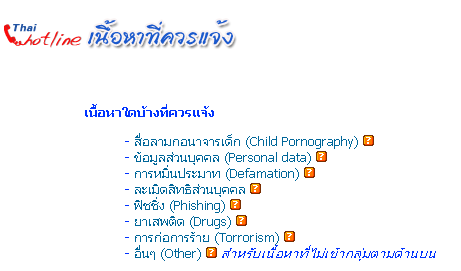 Thai hotline เนื้อหาที่ควรแจ้ง
เนื้อหาใดบ้างที่ควรแจ้ง
- สื่อลามกอนาจารเด็ก (Child Pornography) ?
- ข้อมูลส่วนบุคคล (Personal data) ?
- การหมิ่นประมาท (Defamation) ?
- ละเมิดสิทธิส่วนบุคคล ?
- ฟิชชิ่ง (Phishing) ?
- ยาเสพติด (Drugs) ?
- การก่อการร้าย (Torrorism) ?
- อื่นๆ (Other) ? สำหรับเนื้อหาที่ไม่เข้ากลุ่มตามด้านบน